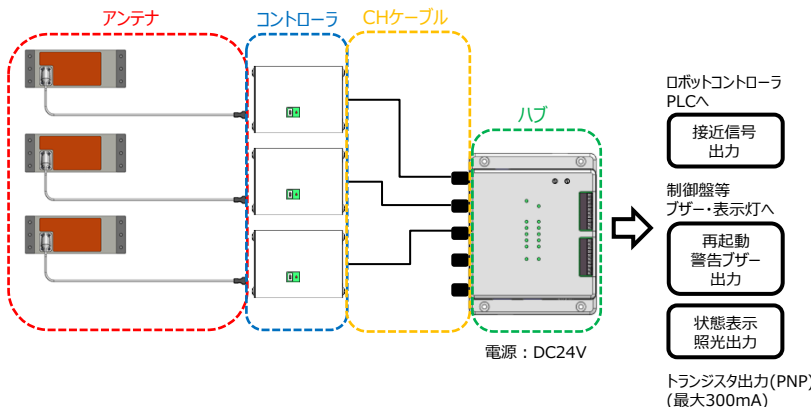 アンテナ
コントローラ
CHケーブル
ハブ
電源：DC24V
ロボットコントローラ
PLCへ
接近信号
出力
制御盤等
ブザー・表示灯へ
再起動
警告ブザー
出力
状態表示
照光出力
トランジスタ出力(PNP)
(最大300mA)